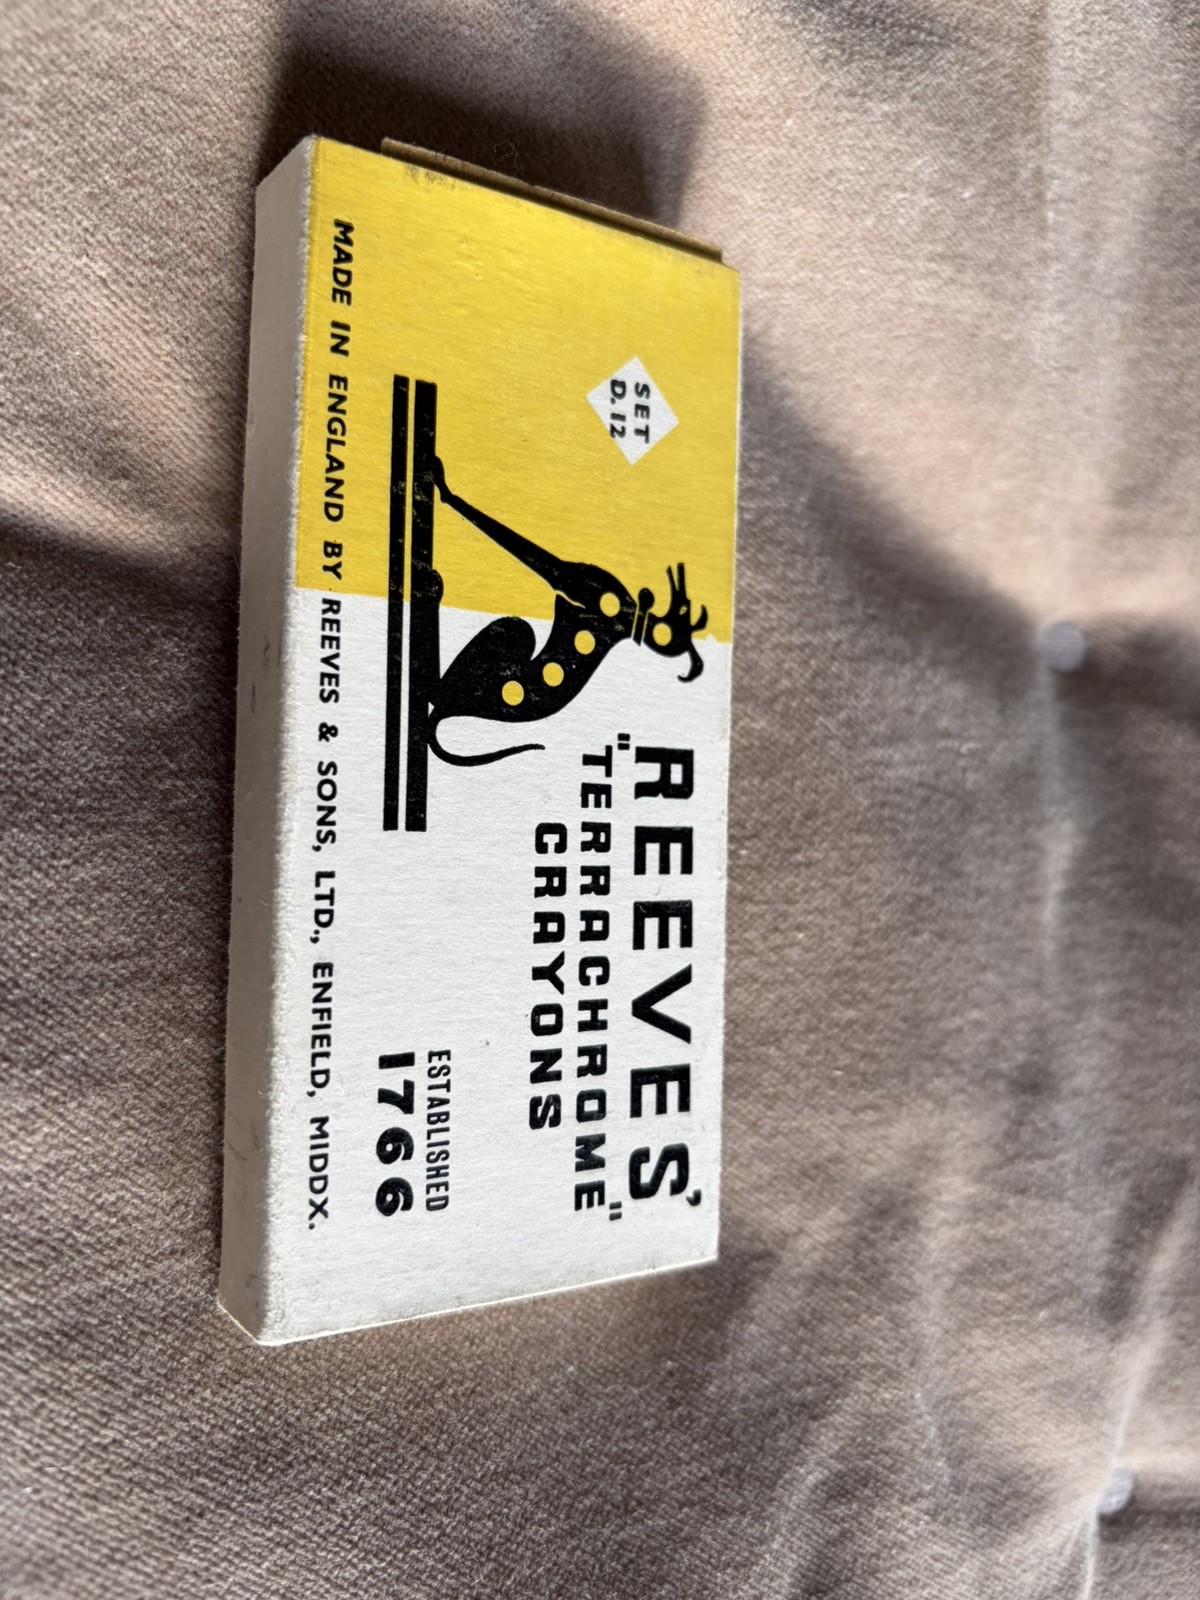 SET
D.12
REEVES'
"TERRACHROME"
CRAYONS
ESTABLISHED
1766
MADE IN ENGLAND BY REEVES & SONS, LTD., ENFIELD, MIDDX.